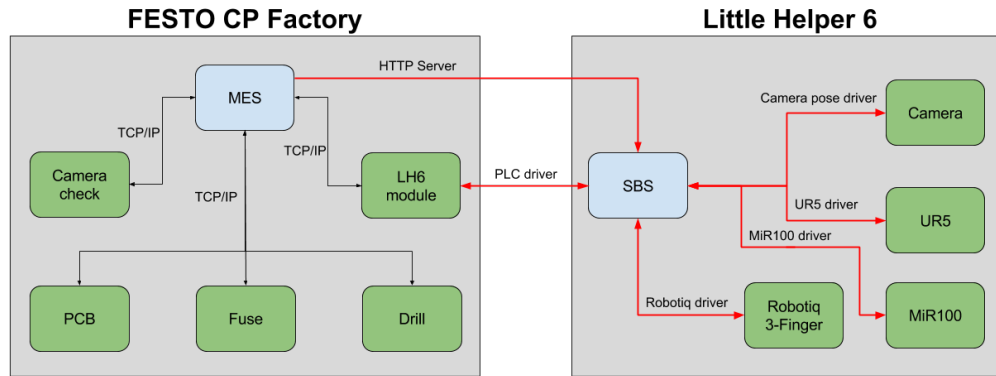 FESTO CP Factory
Little Helper 6
HTTP Server
MES
Camera pose driver
Camera
TCP/IP
TCP/IP
Camera
check
LH6
module
PLC driver
SBS
TCP/IP
UR5 driver
UR5
MiR100 driver
PCB
Fuse
Drill
Robotiq driver
Robotiq
3-Finger
MiR100